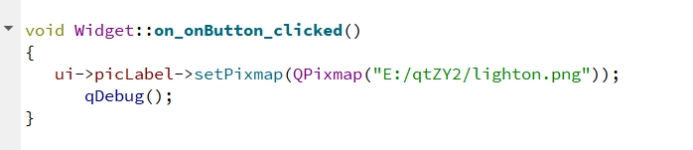 void Widget::on_onButton_clicked()
{
ui->picLabel->setPixmap(QPixmap("E:/qtZY2/lighton.png"));
qDebug();
}